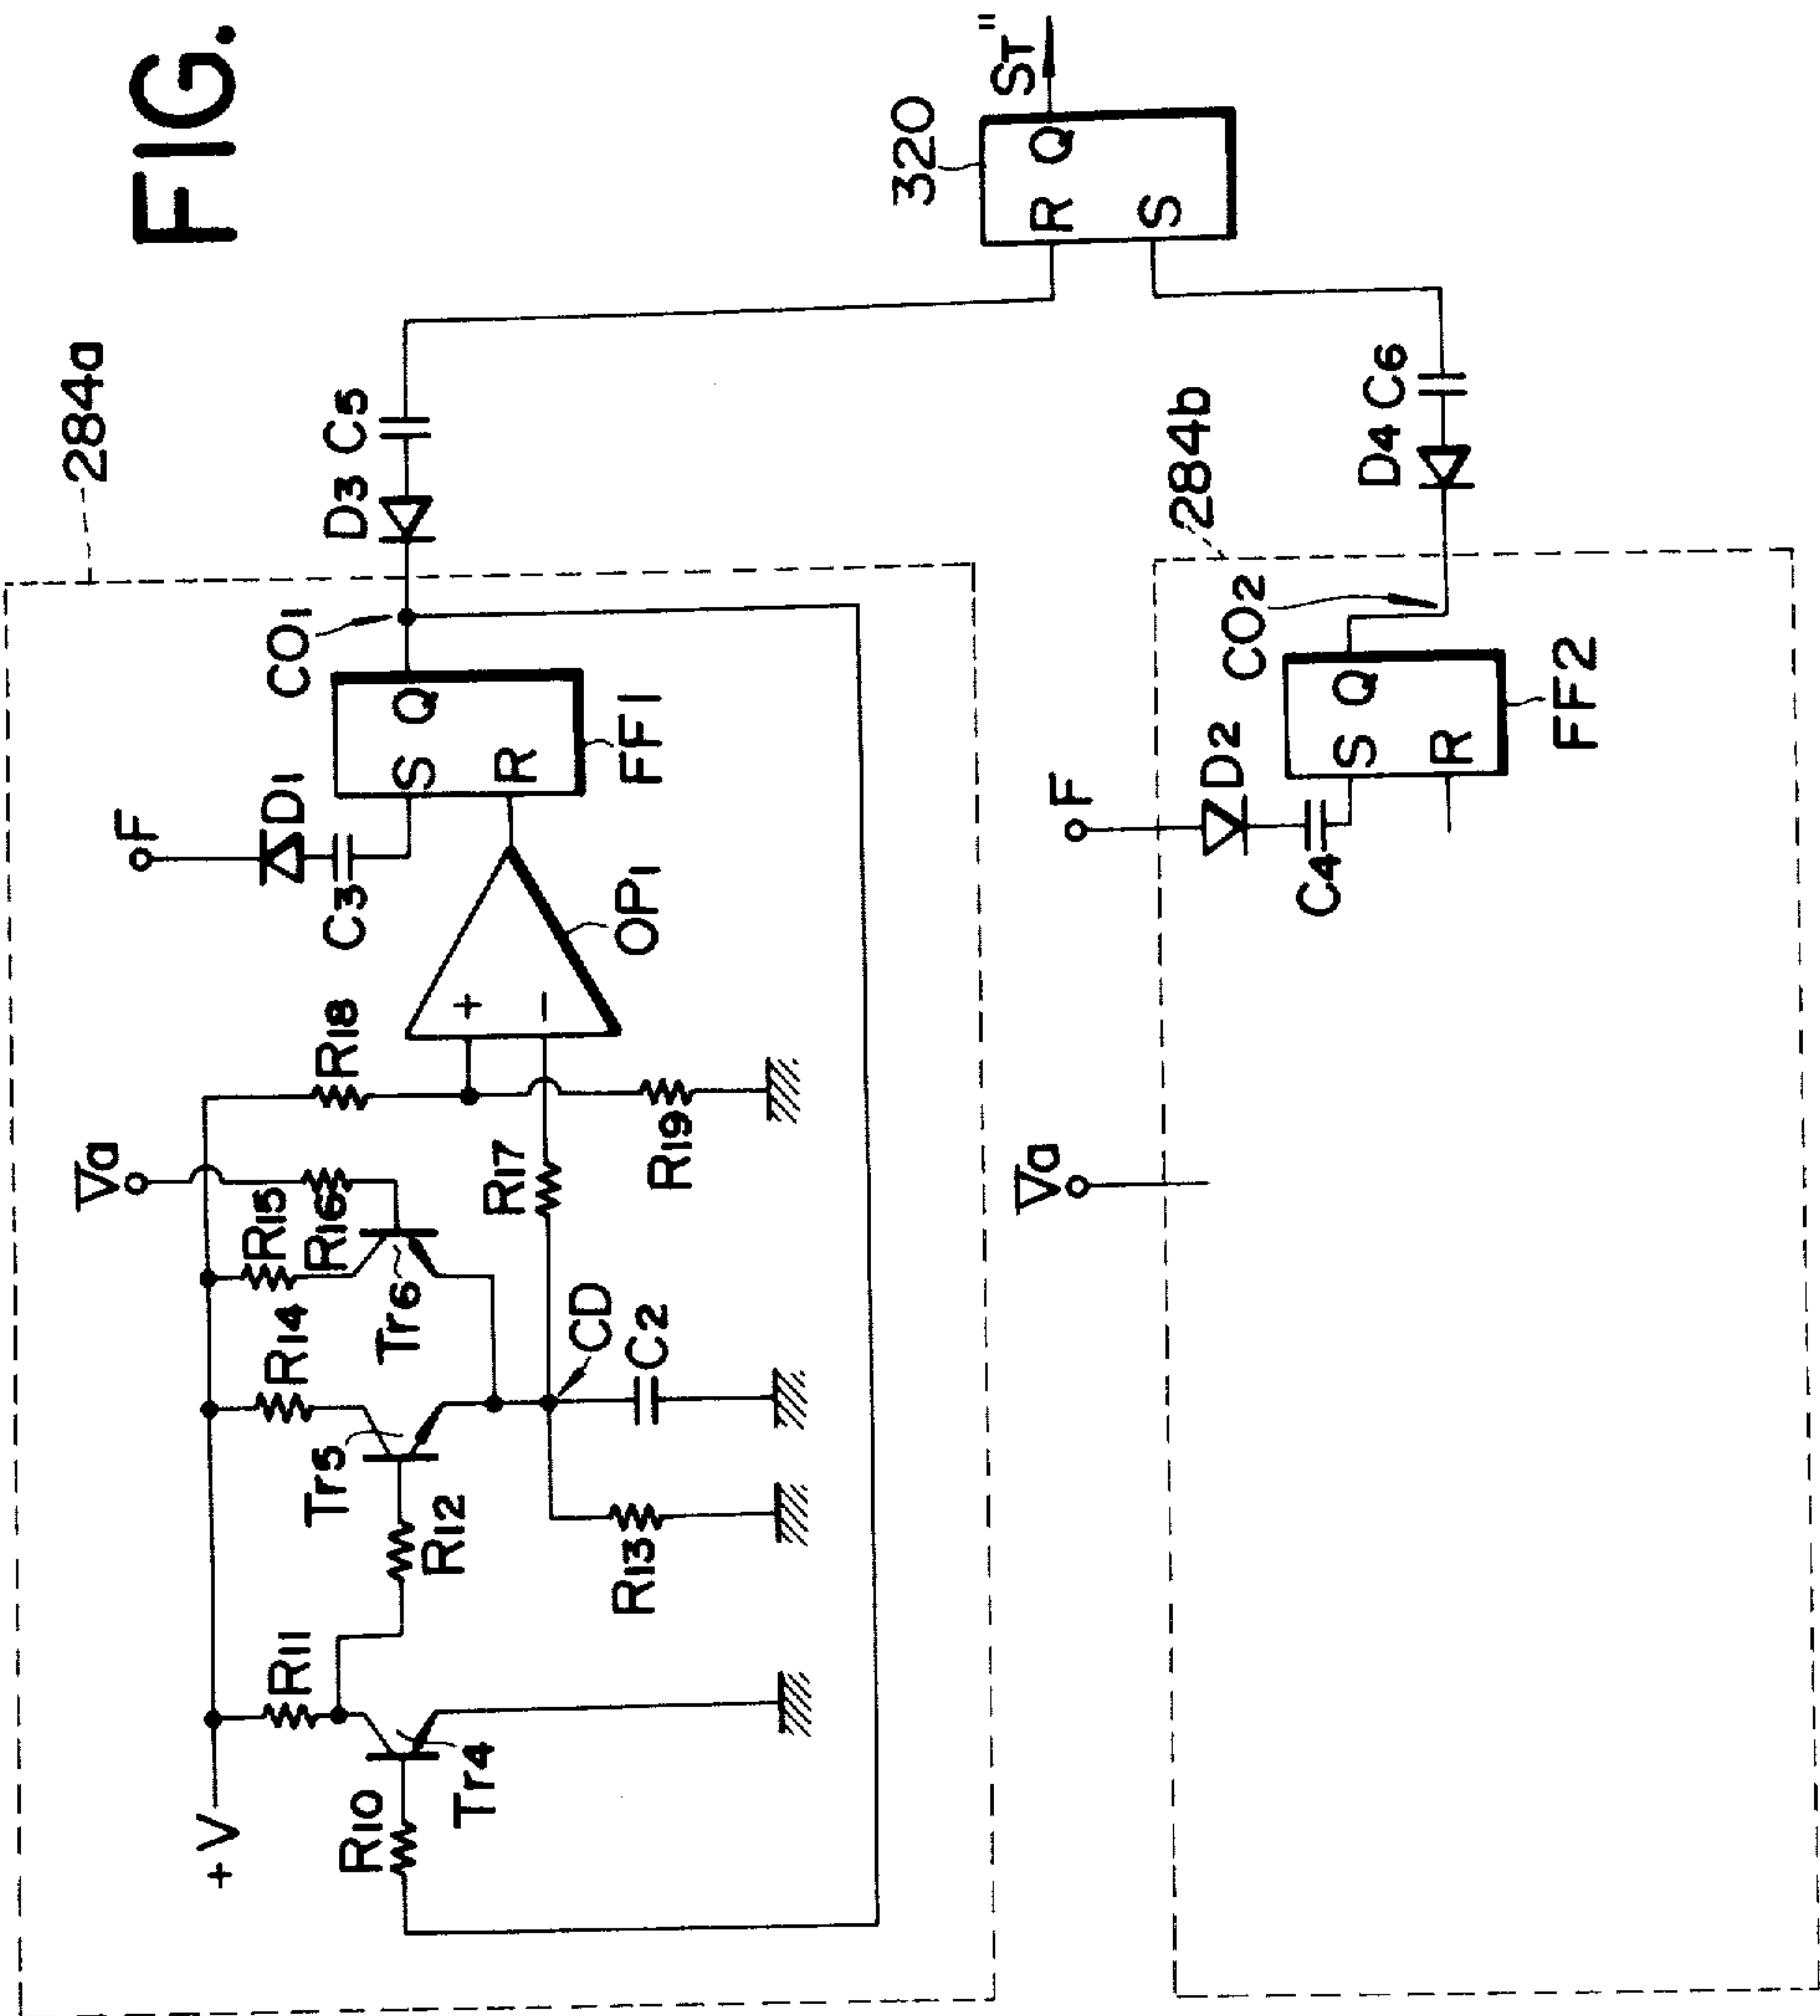 FIG.
284a
+V
R11
R14
R15
R16
Va
R18
F
D1
C3
CO1
D3 C5
R10
Tr4
R12
Tr5
Tr6
R17
+
−
OP1
S Q
R
FF1
R13
CD
C2
R19
320
R Q
S
ST"
284b
Va
F
D2
C4
CO2
S Q
R
FF2
D4 C6